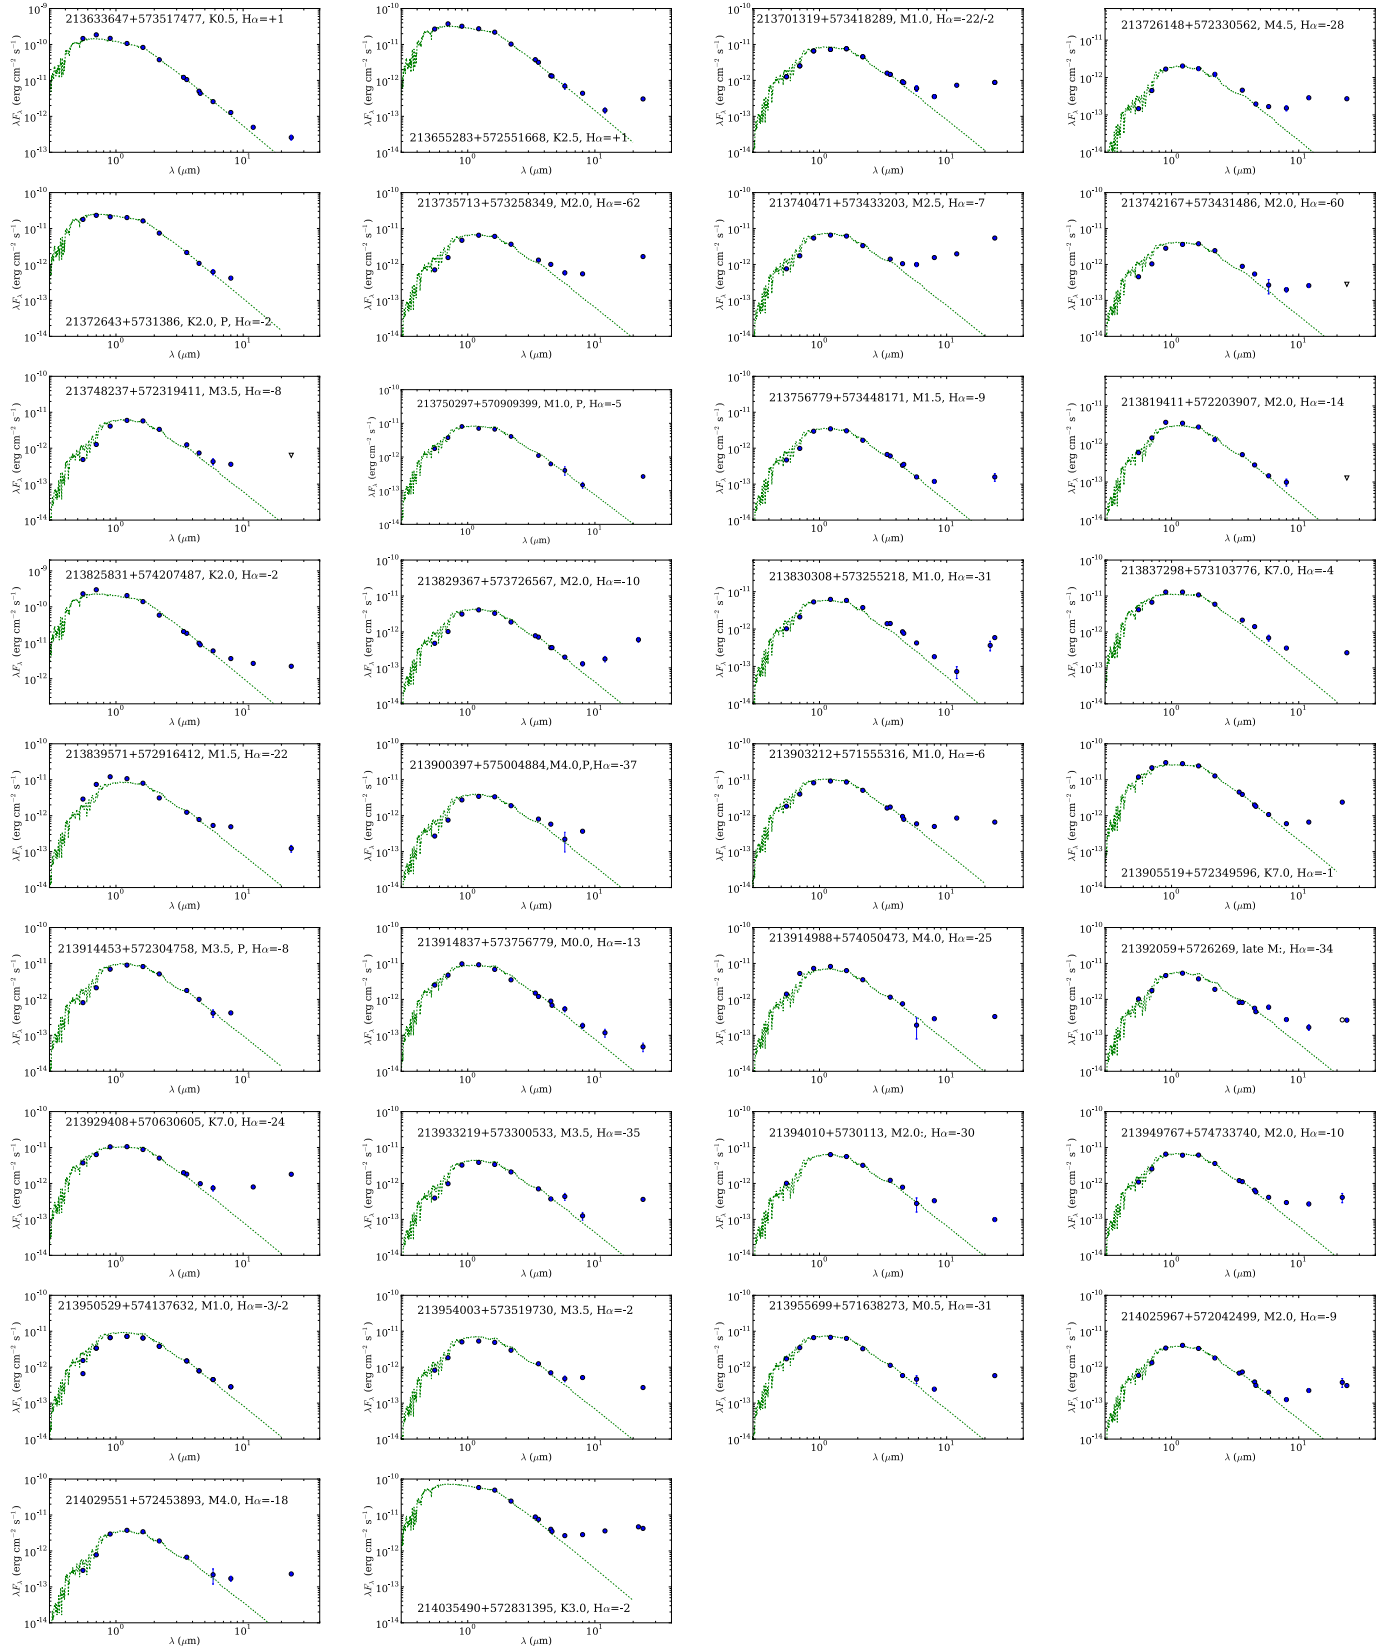 213633647+573517477, K0.5, Hα=+1
213655283+572551668, K2.5, Hα=+1
213701319+573418289, M1.0, Hα=-22/-2
213726148+572330562, M4.5, Hα=-28
λFλ (erg cm⁻² s⁻¹)
λ (μm)
21372643+5731386, K2.0, P, Hα=-2
213735713+573258349, M2.0, Hα=-62
213740471+573433203, M2.5, Hα=-7
213742167+573431486, M2.0, Hα=-60
213748237+572319411, M3.5, Hα=-8
213750297+570909399, M1.0, P, Hα=-5
213756779+573448171, M1.5, Hα=-9
213819411+572203907, M2.0, Hα=-14
213825831+574207487, K2.0, Hα=-2
213829367+573726567, M2.0, Hα=-10
213830308+573255218, M1.0, Hα=-31
213837298+573103776, K7.0, Hα=-4
213839571+572916412, M1.5, Hα=-22
213900397+575004884,M4.0,P,Hα=-37
213903212+571555316, M1.0, Hα=-6
213905519+572349596, K7.0, Hα=-1
213914453+572304758, M3.5, P, Hα=-8
213914837+573756779, M0.0, Hα=-13
213914988+574050473, M4.0, Hα=-25
21392059+5726269, late M:, Hα=-34
213929408+570630605, K7.0, Hα=-24
213933219+573300533, M3.5, Hα=-35
21394010+5730113, M2.0:, Hα=-30
213949767+574733740, M2.0, Hα=-10
213950529+574137632, M1.0, Hα=-3/-2
213954003+573519730, M3.5, Hα=-2
213955699+571638273, M0.5, Hα=-31
214025967+572042499, M2.0, Hα=-9
214029551+572453893, M4.0, Hα=-18
214035490+572831395, K3.0, Hα=-2